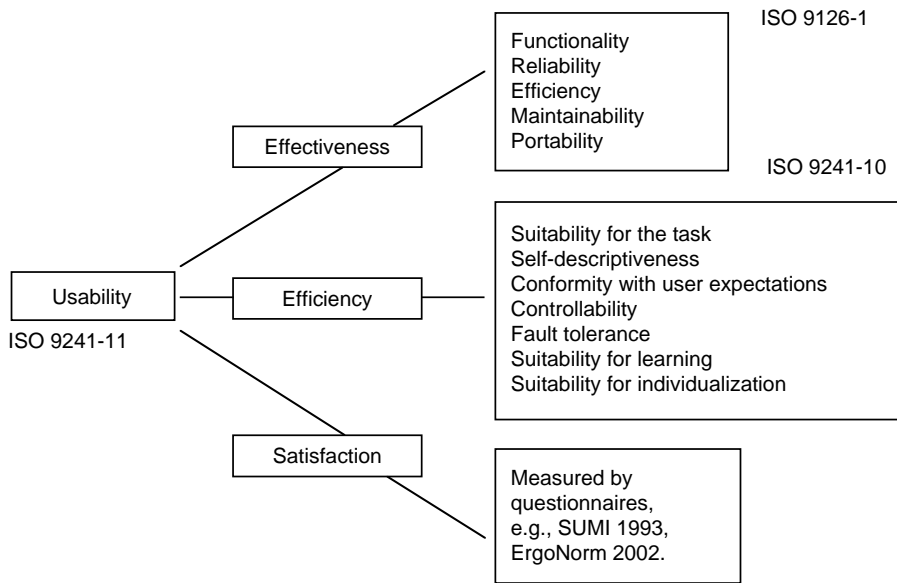 ISO 9126-1
Functionality
Reliability
Efficiency
Maintainability
Portability
Effectiveness
ISO 9241-10
Suitability for the task
Self-descriptiveness
Conformity with user expectations
Controllability
Fault tolerance
Suitability for learning
Suitability for individualization
Usability
Efficiency
ISO 9241-11
Satisfaction
Measured by
questionnaires,
e.g., SUMI 1993,
ErgoNorm 2002.